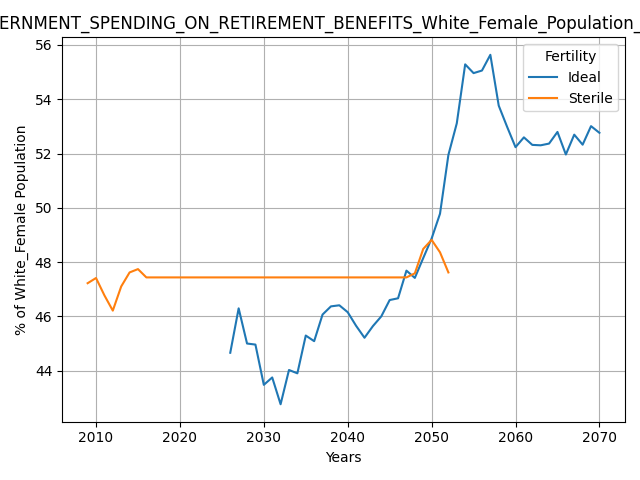 ERNMENT_SPENDING_ON_RETIREMENT_BENEFITS_White_Female_Population_
56
54
52
50
48
46
44
% of White_Female Population
Fertility
Ideal
Sterile
2010 2020 2030 2040 2050 2060 2070
Years